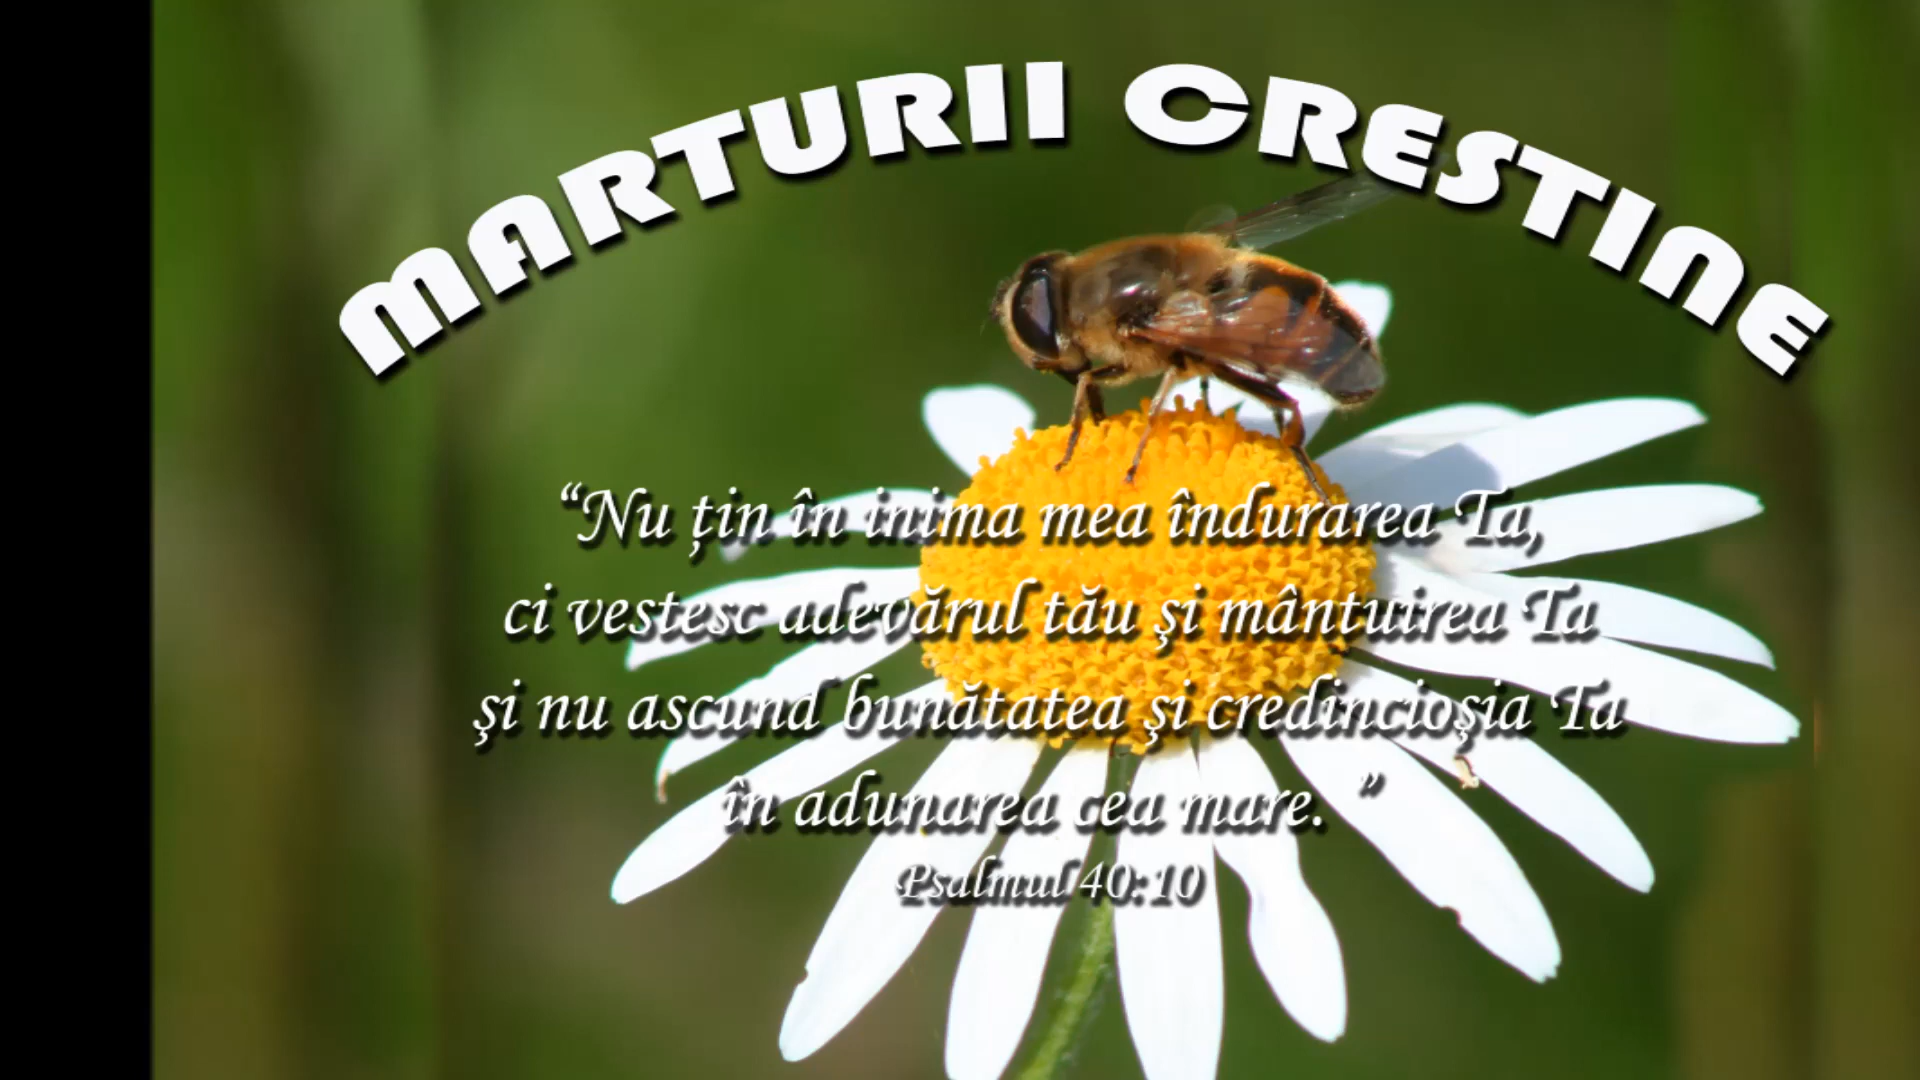 MARTURII CRESTINE
“Nu țin în inima mea îndurarea Ta,
ci vestesc adevărul tău şi mântuirea Ta
şi nu ascund bunătatea şi credincioşia Ta
în adunarea cea mare. ”
Psalmul 40:10